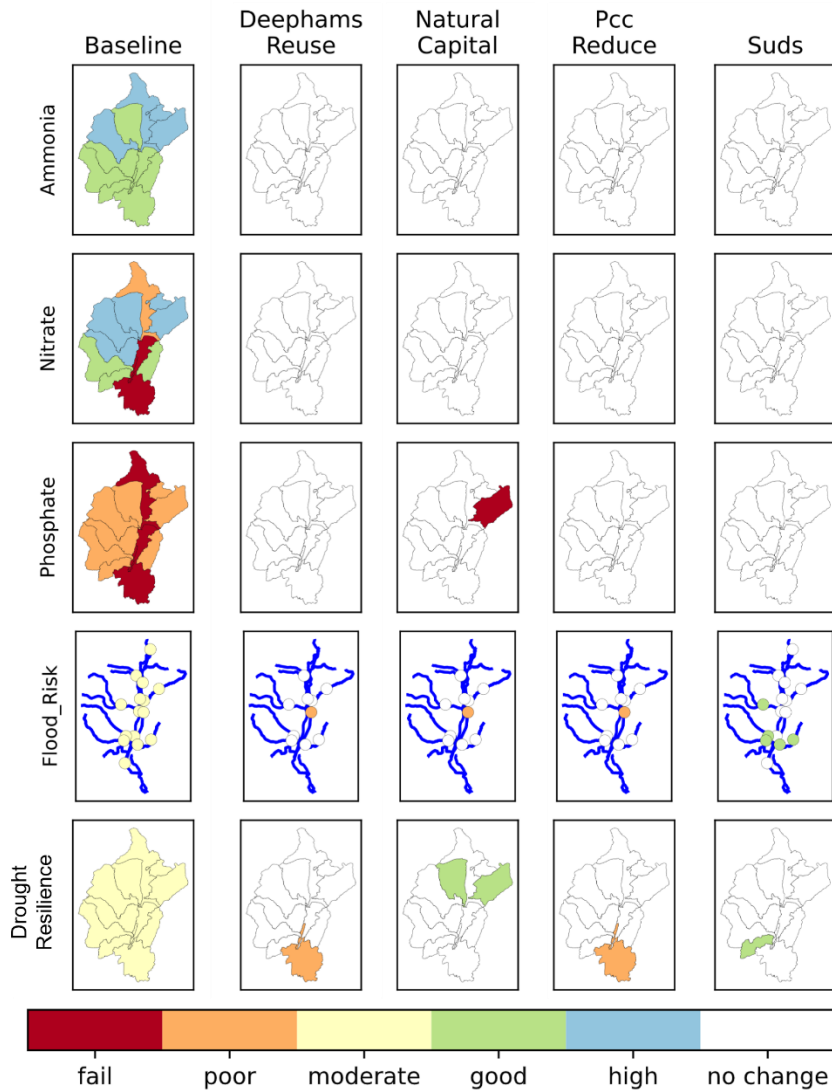 Baseline
Deephams
Reuse
Natural
Capital
Pcc
Reduce
Suds
Ammonia
Nitrate
Phosphate
Flood_Risk
Drought
Resilience
fail
poor
moderate
good
high
no change